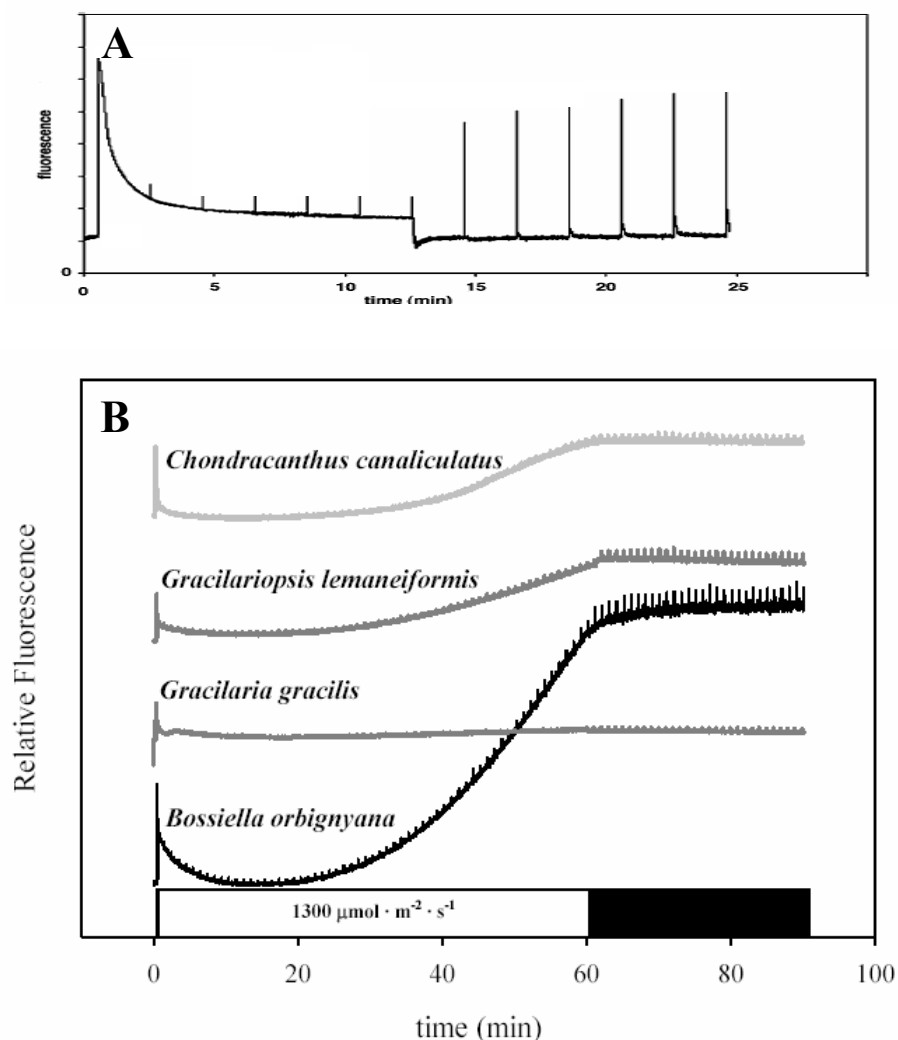 A
fluorescence
0
0 5 10 15 20 25
time (min)
B
Chondracanthus canaliculatus
Gracilariopsis lemaneiformis
Gracilaria gracilis
Bossiella orbignyana
1300 μmol · m-2 · s-1
Relative Fluorescence
0 20 40 60 80 100
time (min)